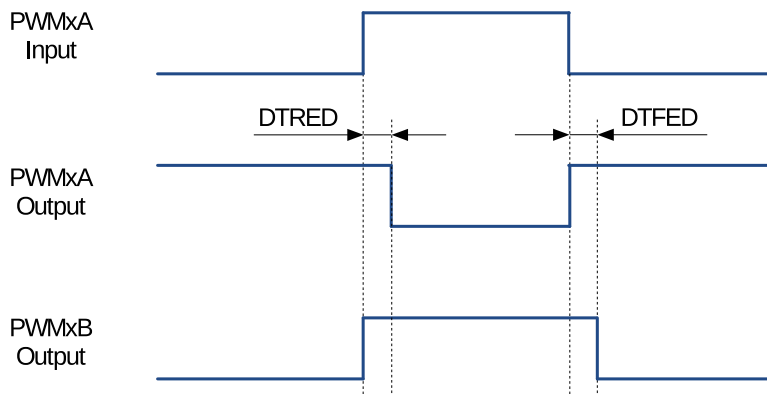 PWMxA
Input
DTRED
DTFED
PWMxA
Output
PWMxB
Output